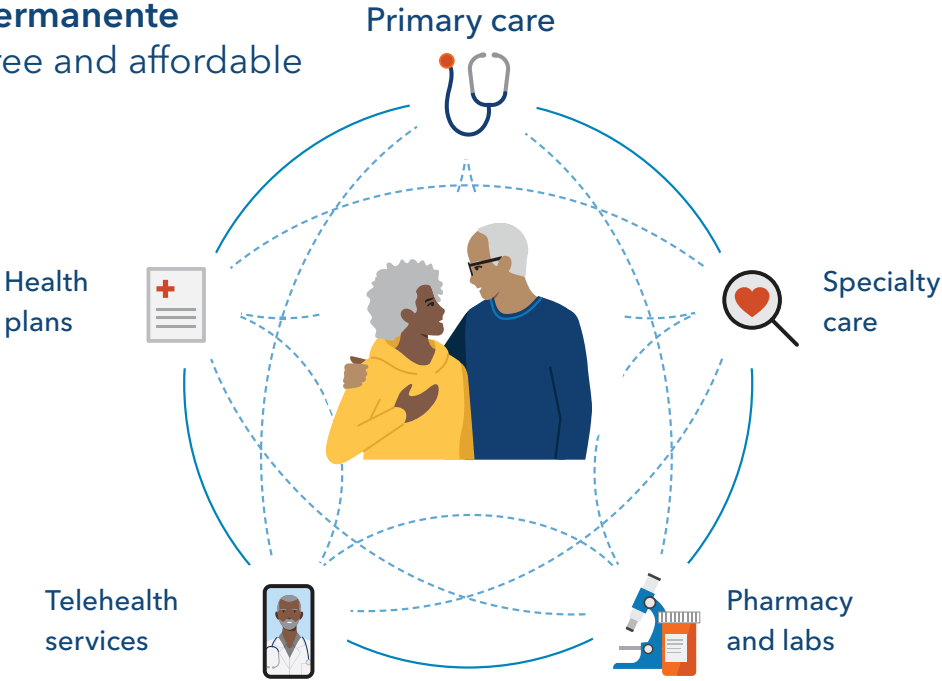 ermanente
ree and affordable
Primary care
Health
plans
Specialty
care
Telehealth
services
Pharmacy
and labs